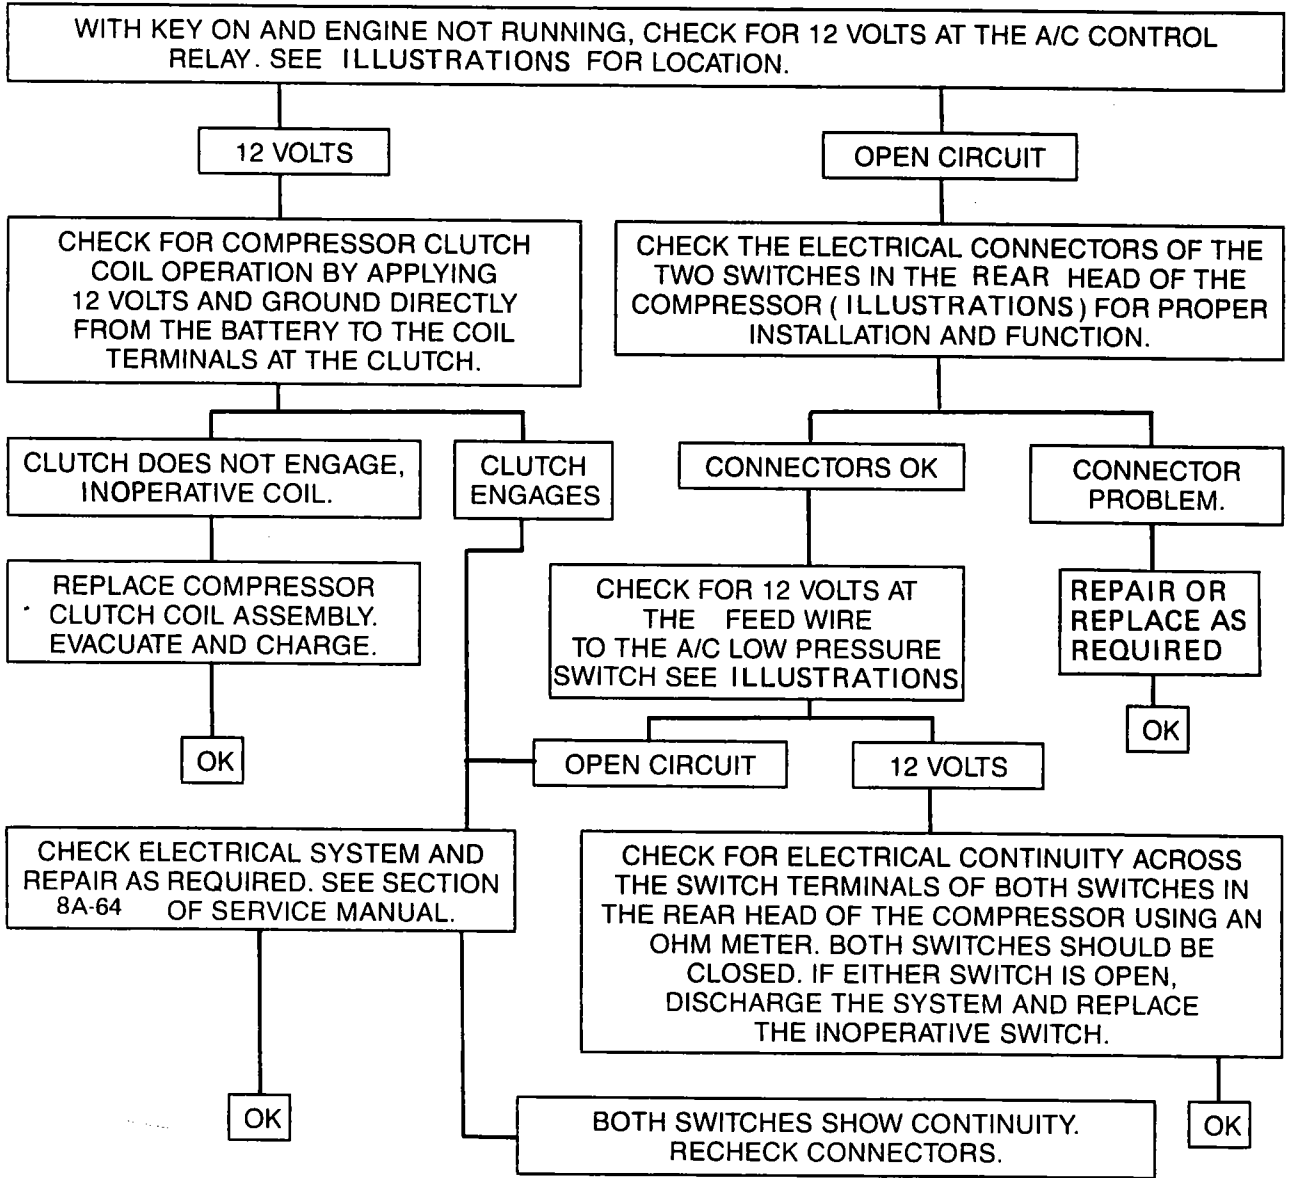 WITH KEY ON AND ENGINE NOT RUNNING, CHECK FOR 12 VOLTS AT THE A/C CONTROL
RELAY. SEE ILLUSTRATIONS FOR LOCATION.
12 VOLTS
OPEN CIRCUIT
CHECK FOR COMPRESSOR CLUTCH
COIL OPERATION BY APPLYING
12 VOLTS AND GROUND DIRECTLY
FROM THE BATTERY TO THE COIL
TERMINALS AT THE CLUTCH.
CHECK THE ELECTRICAL CONNECTORS OF THE
TWO SWITCHES IN THE REAR HEAD OF THE
COMPRESSOR (ILLUSTRATIONS) FOR PROPER
INSTALLATION AND FUNCTION.
CLUTCH DOES NOT ENGAGE,
INOPERATIVE COIL.
CLUTCH
ENGAGES
CONNECTORS OK
CONNECTOR
PROBLEM.
REPLACE COMPRESSOR
CLUTCH COIL ASSEMBLY.
EVACUATE AND CHARGE.
CHECK FOR 12 VOLTS AT
THE FEED WIRE
TO THE A/C LOW PRESSURE
SWITCH SEE ILLUSTRATIONS
REPAIR OR
REPLACE AS
REQUIRED
OK
OK
OPEN CIRCUIT
12 VOLTS
CHECK ELECTRICAL SYSTEM AND
REPAIR AS REQUIRED. SEE SECTION
8A-64 OF SERVICE MANUAL.
CHECK FOR ELECTRICAL CONTINUITY ACROSS
THE SWITCH TERMINALS OF BOTH SWITCHES IN
THE REAR HEAD OF THE COMPRESSOR USING AN
OHM METER. BOTH SWITCHES SHOULD BE
CLOSED. IF EITHER SWITCH IS OPEN,
DISCHARGE THE SYSTEM AND REPLACE
THE INOPERATIVE SWITCH.
OK
BOTH SWITCHES SHOW CONTINUITY.
RECHECK CONNECTORS.
OK